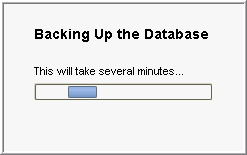 Backing Up the Database
This will take several minutes...